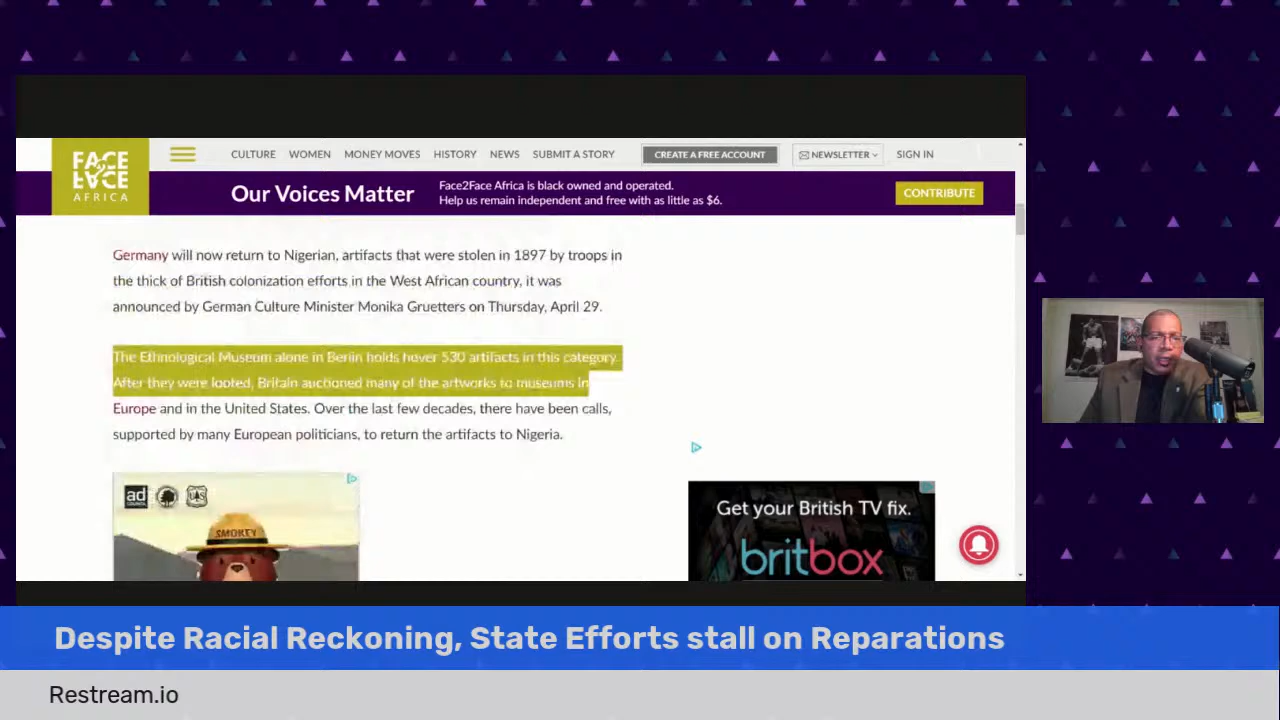 FACE
2
FACE
AFRICA
CULTURE WOMEN MONEY MOVES HISTORY NEWS SUBMIT A STORY CREATE A FREE ACCOUNT NEWSLETTER SIGN IN
Our Voices Matter
Face2Face Africa is black owned and operated.
Help us remain independent and free with as little as $6.
CONTRIBUTE
Germany will now return to Nigerian, artifacts that were stolen in 1897 by troops in
the thick of British colonization efforts in the West African country, it was
announced by German Culture Minister Monika Gruetters on Thursday, April 29.
The Ethnological Museum alone in Berlin holds hover 530 artifacts in this category.
After they were looted, Britain auctioned many of the artworks to museums in
Europe and in the United States. Over the last few decades, there have been calls,
supported by many European politicians, to return the artifacts to Nigeria.
ad
COUNCIL
UAS
SMOKEY
Get your British TV fix.
britbox
Despite Racial Reckoning, State Efforts stall on Reparations
Restream.io